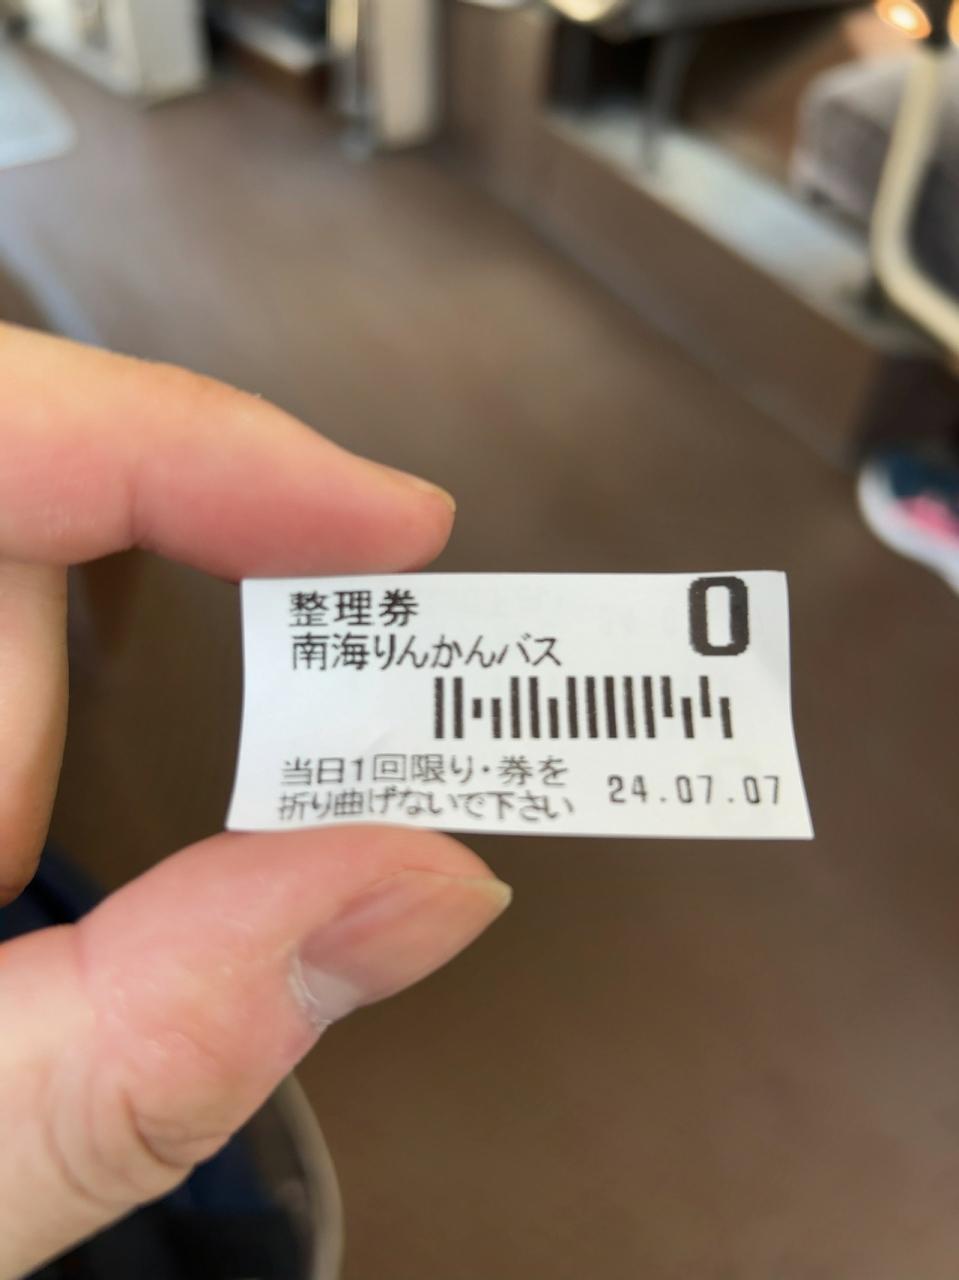 整理券 0
南海りんかんバス
当日1回限り・券を
折り曲げないで下さい 24.07.07